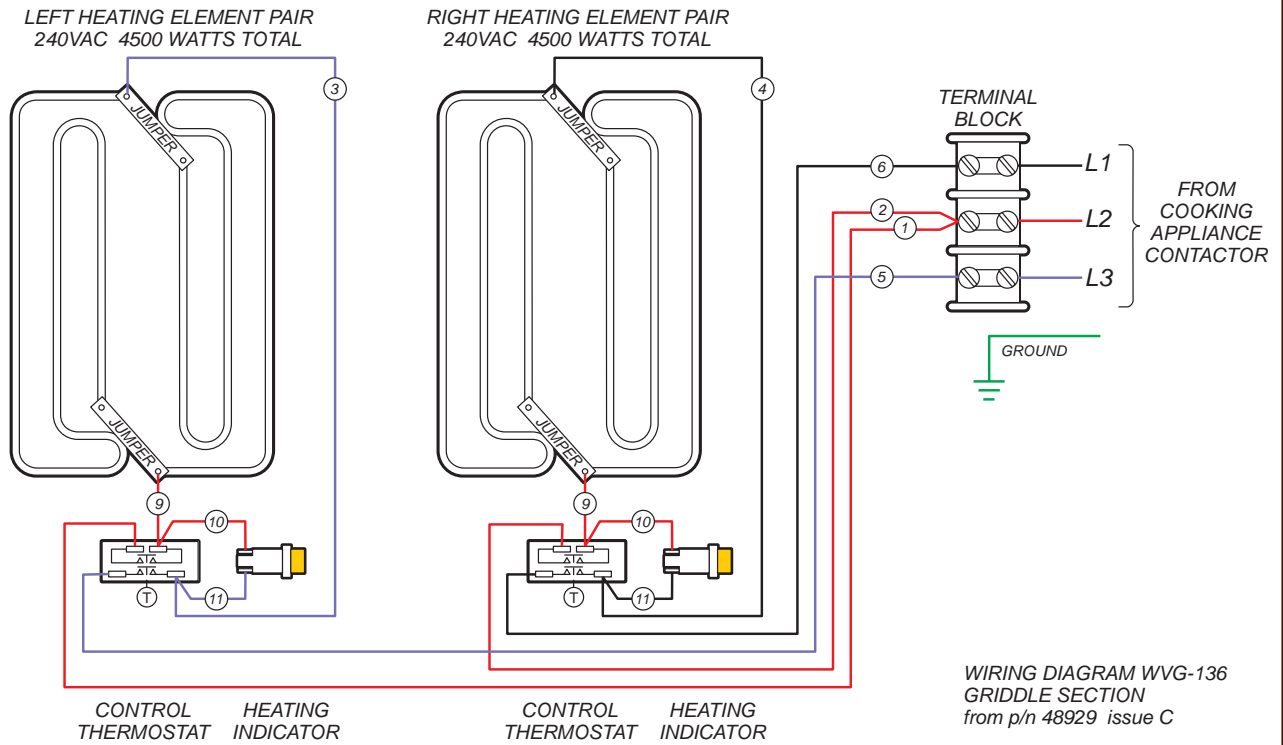 LEFT HEATING ELEMENT PAIR
240VAC 4500 WATTS TOTAL
RIGHT HEATING ELEMENT PAIR
240VAC 4500 WATTS TOTAL
3
4
JUMPER
JUMPER
TERMINAL
BLOCK
6
L1
2
1
L2
5
L3
FROM
COOKING
APPLIANCE
CONTACTOR
GROUND
JUMPER
JUMPER
9
9
10
10
T
11
T
11
CONTROL
THERMOSTAT
HEATING
INDICATOR
CONTROL
THERMOSTAT
HEATING
INDICATOR
WIRING DIAGRAM WVG-136
GRIDDLE SECTION
from p/n 48929 issue C